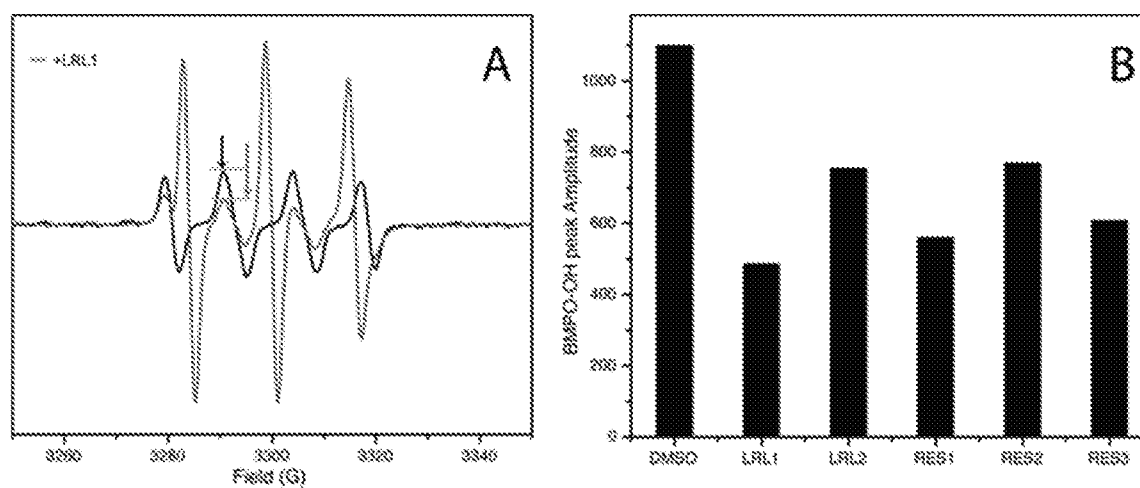 +LRL1
A
3260
3280
3300
3320
3340
Field (G)
B
BMPO-OH peak Amplitude
1000
800
600
400
200
0
DMSO
LRL1
LRL2
RES1
RES2
RES3